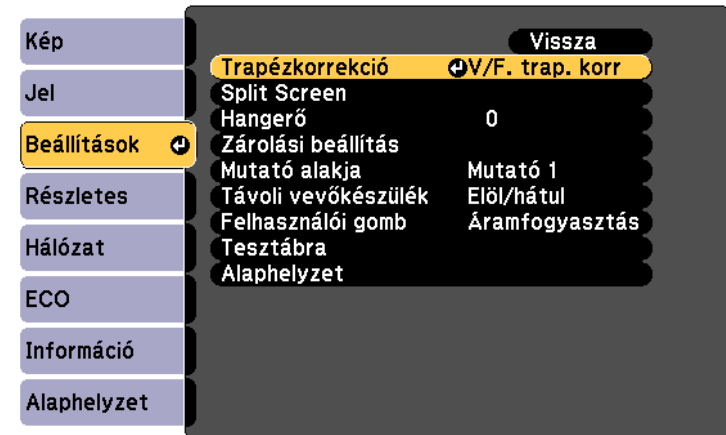 Kép
Jel
Beállítások
Részletes
Hálózat
ECO
Információ
Alaphelyzet
Vissza
Trapézkorrekció V/F. trap. korr
Split Screen
Hangerő 0
Zárolási beállítás
Mutató alakja Mutató 1
Távoli vevőkészülék Elöl/hátul
Felhasználói gomb Áramfogyasztás
Tesztábra
Alaphelyzet